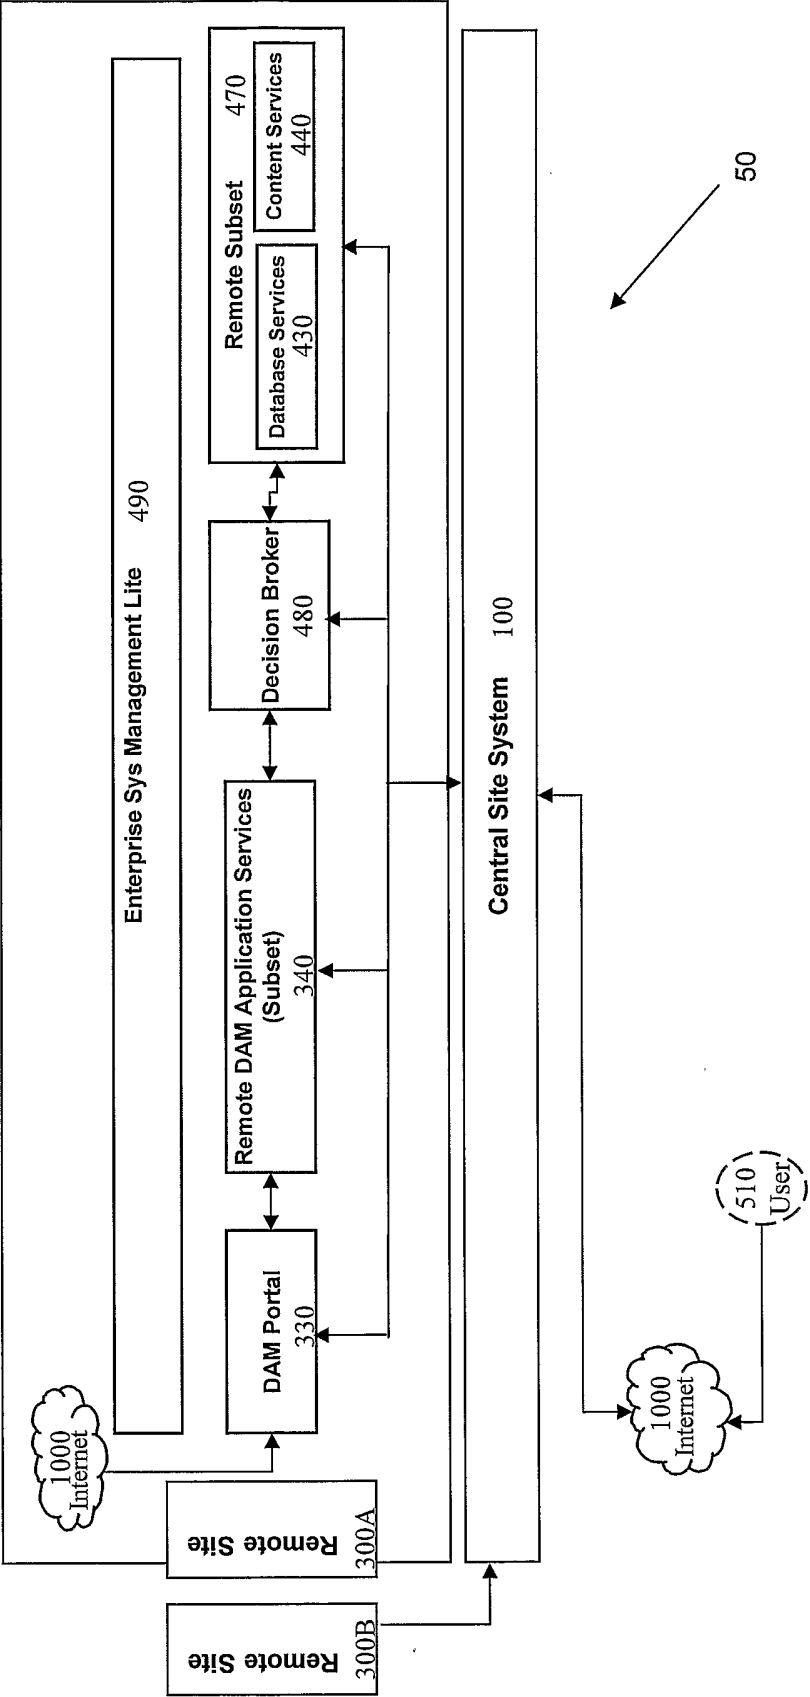 1000
Internet
Enterprise Sys Management Lite 490
Remote Site
300A
Remote Site
300B
DAM Portal
330
Remote DAM Application Services
(Subset)
340
Decision Broker
480
Remote Subset 470
Database Services
430
Content Services
440
Central Site System 100
1000
Internet
510
User
50